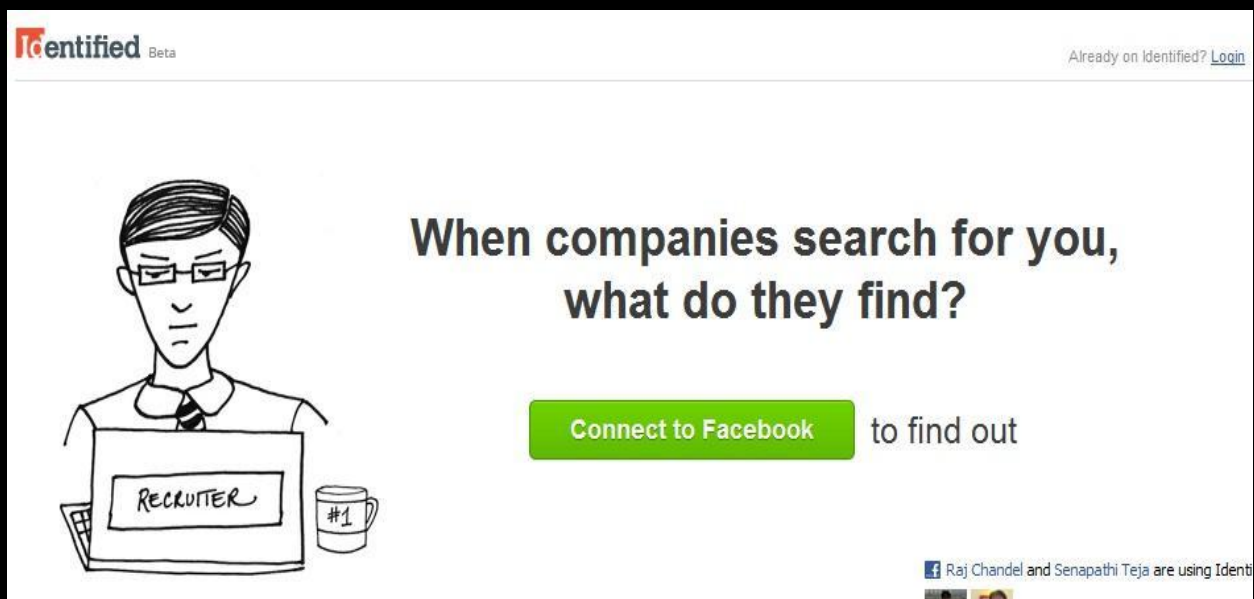 Identified Beta
Already on Identified? Login
When companies search for you,
what do they find?
Connect to Facebook to find out
RECRUITER
#1
Raj Chandel and Senapathi Teja are using Identi